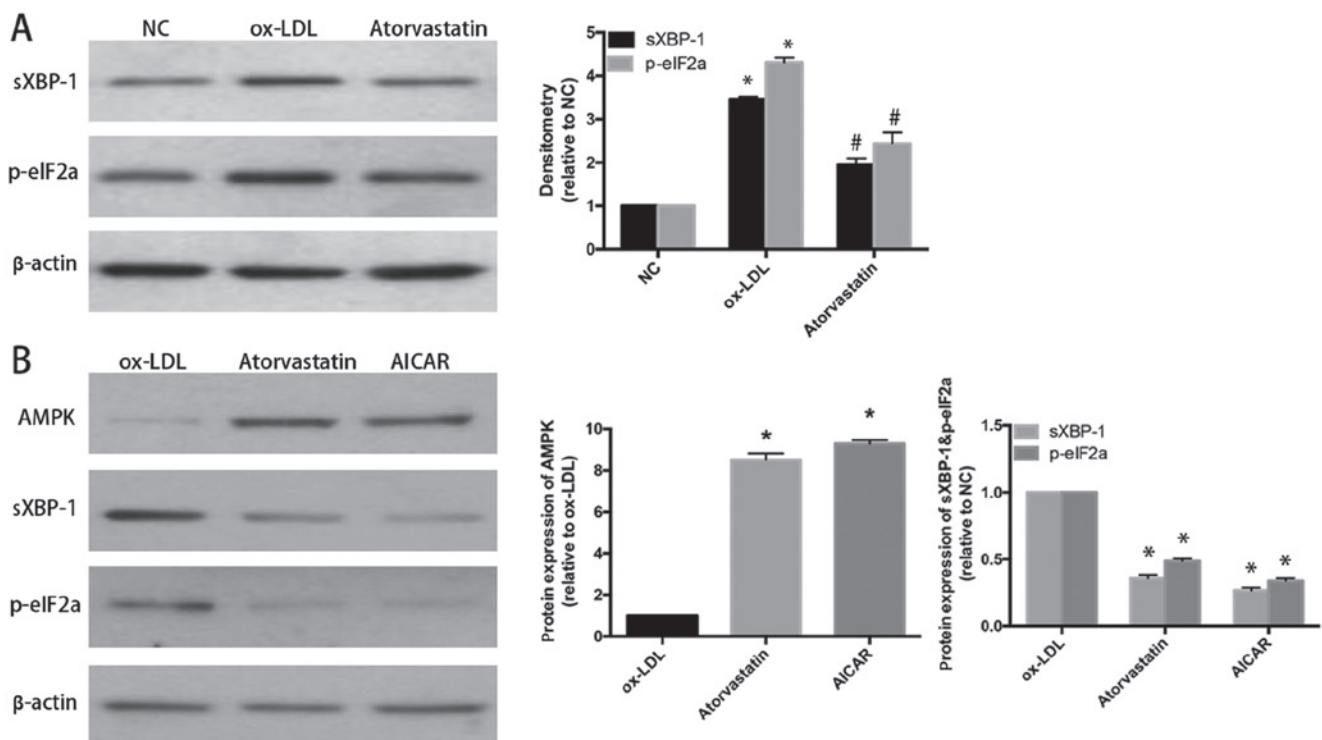 A
NC ox-LDL Atorvastatin
sXBP-1
p-eIF2a
β-actin
Densitometry
(relative to NC)
5
4
3
2
1
0
sXBP-1
p-eIF2a
* *
# #
NC ox-LDL Atorvastatin
B
ox-LDL Atorvastatin AICAR
AMPK
sXBP-1
p-eIF2a
β-actin
Protein expression of AMPK
(relative to ox-LDL)
10
8
6
4
2
0
* *
ox-LDL Atorvastatin AICAR
Protein expression of sXBP-1&p-eIF2a
(relative to NC)
1.5
1.0
0.5
0.0
sXBP-1
p-eIF2a
* * * *
ox-LDL Atorvastatin AICAR